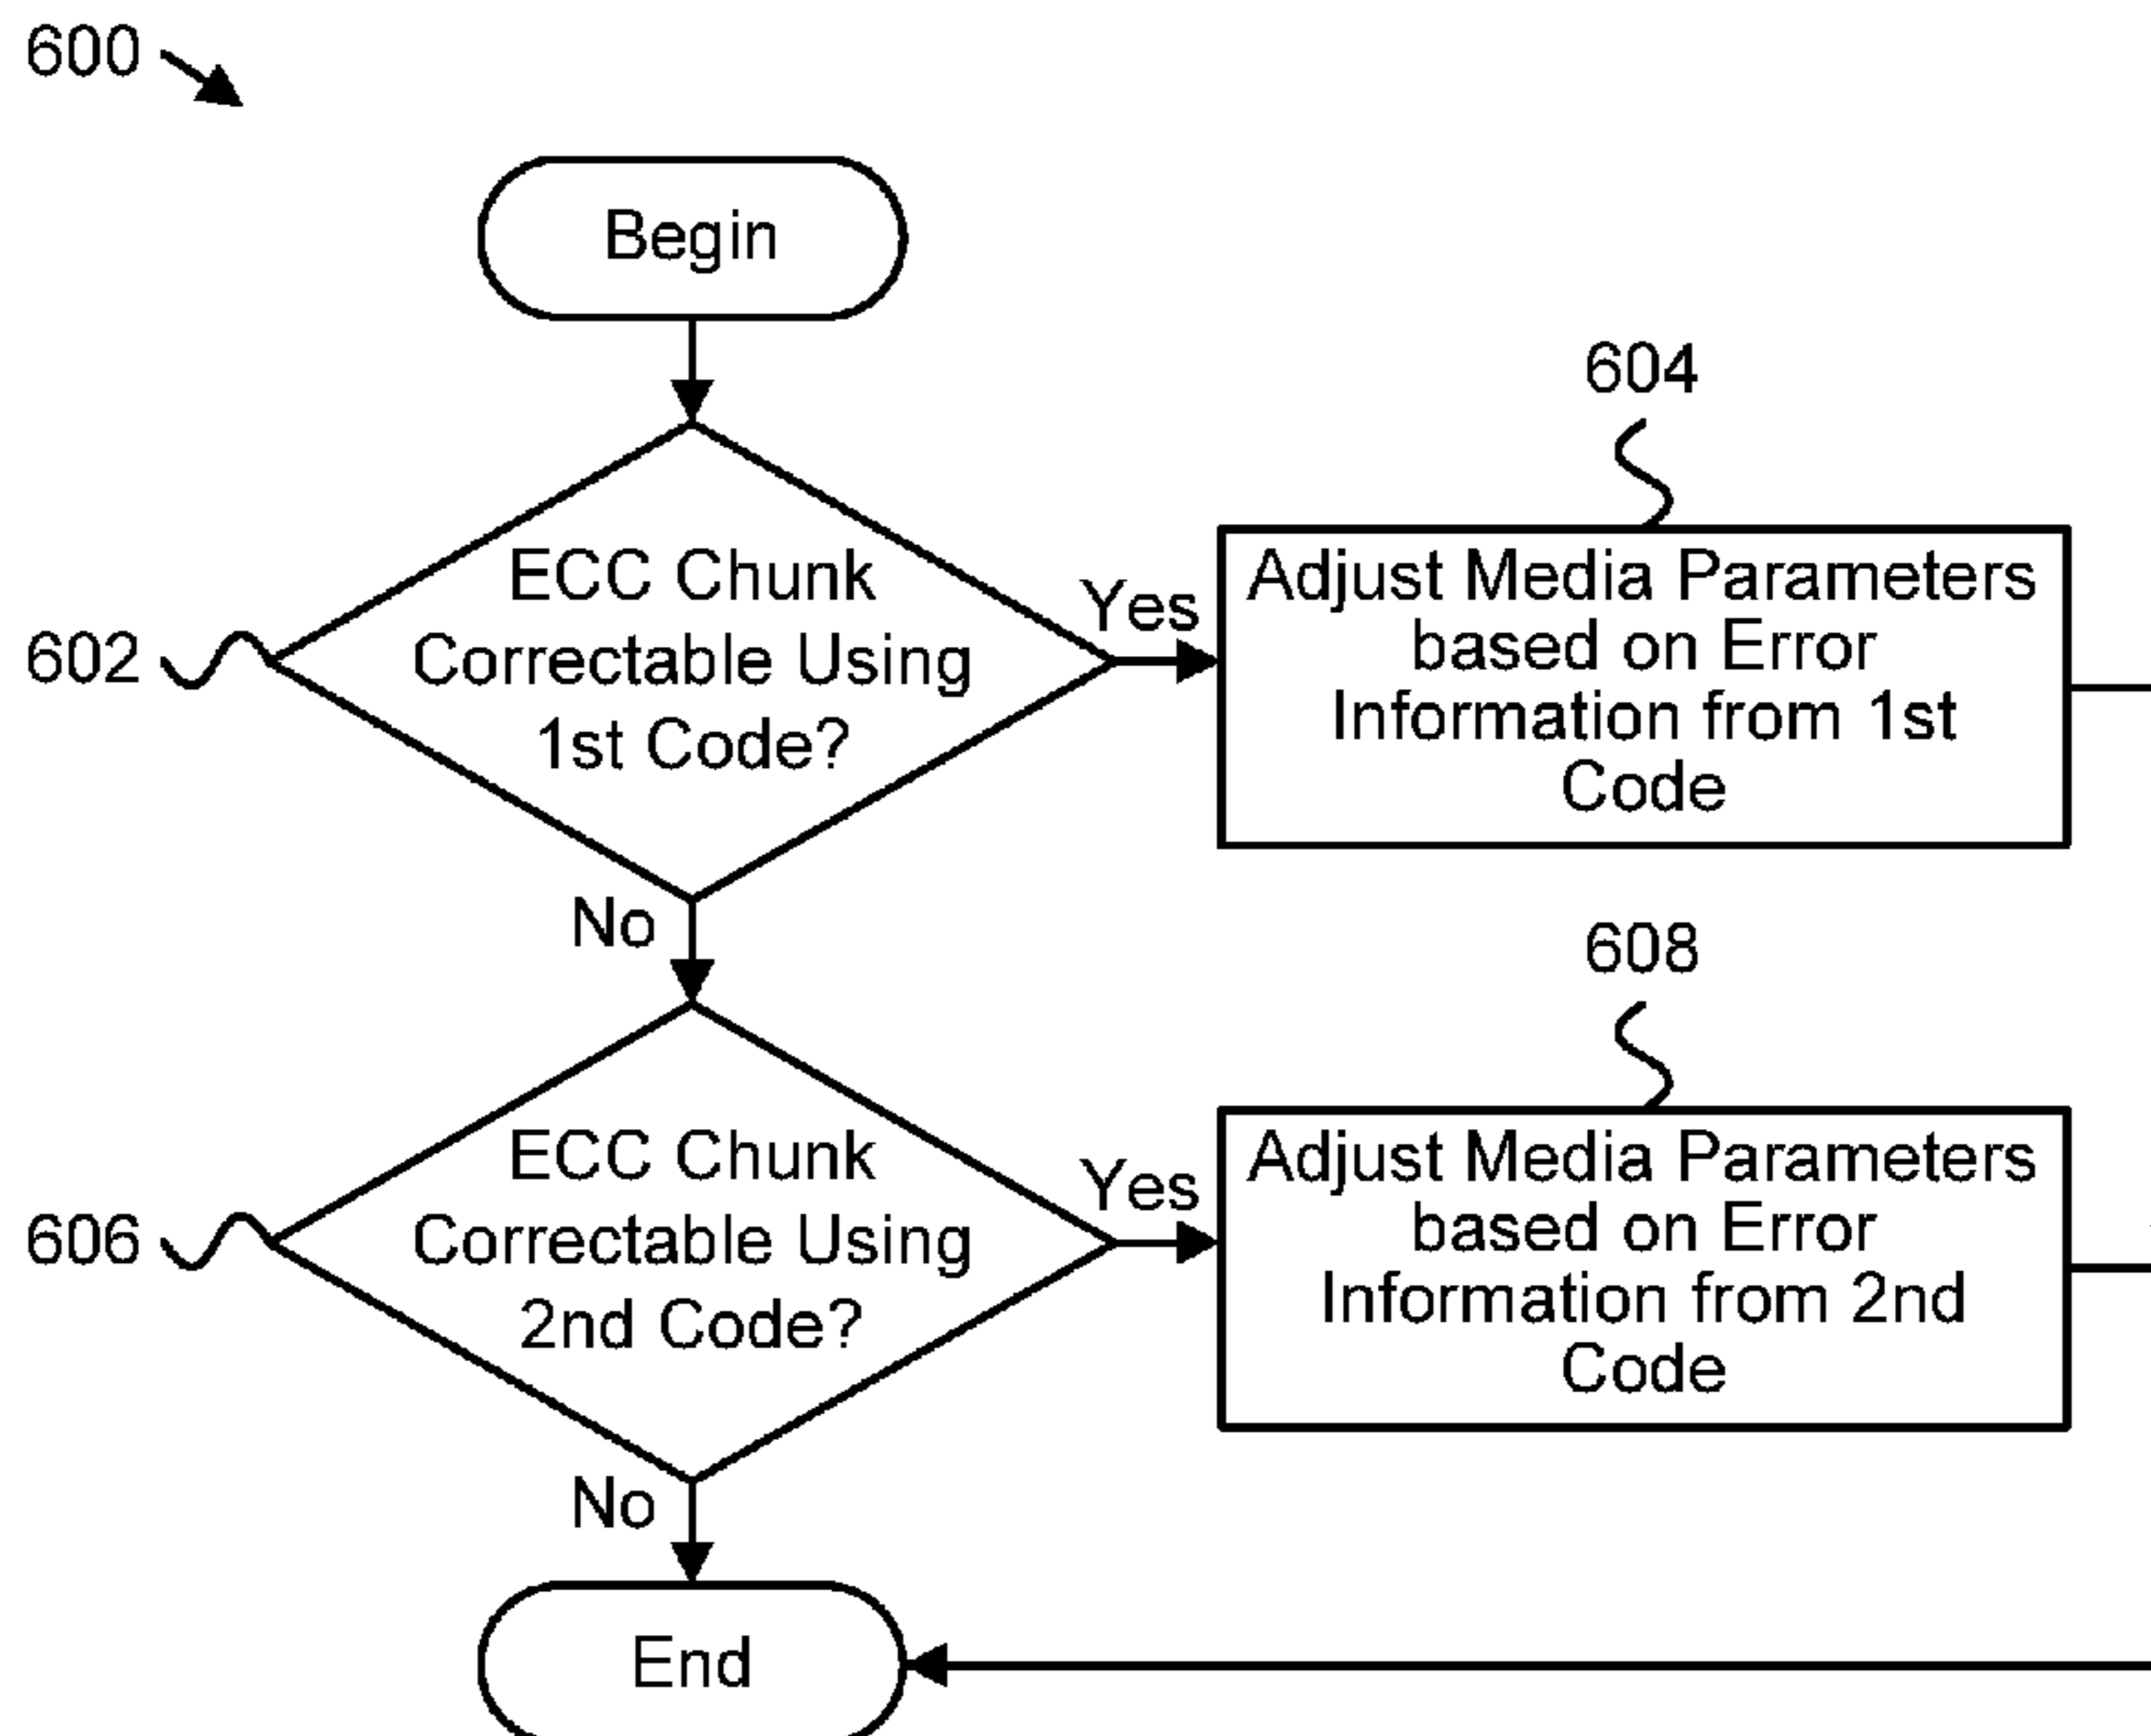 600
Begin
602
ECC Chunk
Correctable Using
1st Code?
Yes
No
604
Adjust Media Parameters
based on Error
Information from 1st
Code
606
ECC Chunk
Correctable Using
2nd Code?
Yes
No
608
Adjust Media Parameters
based on Error
Information from 2nd
Code
End